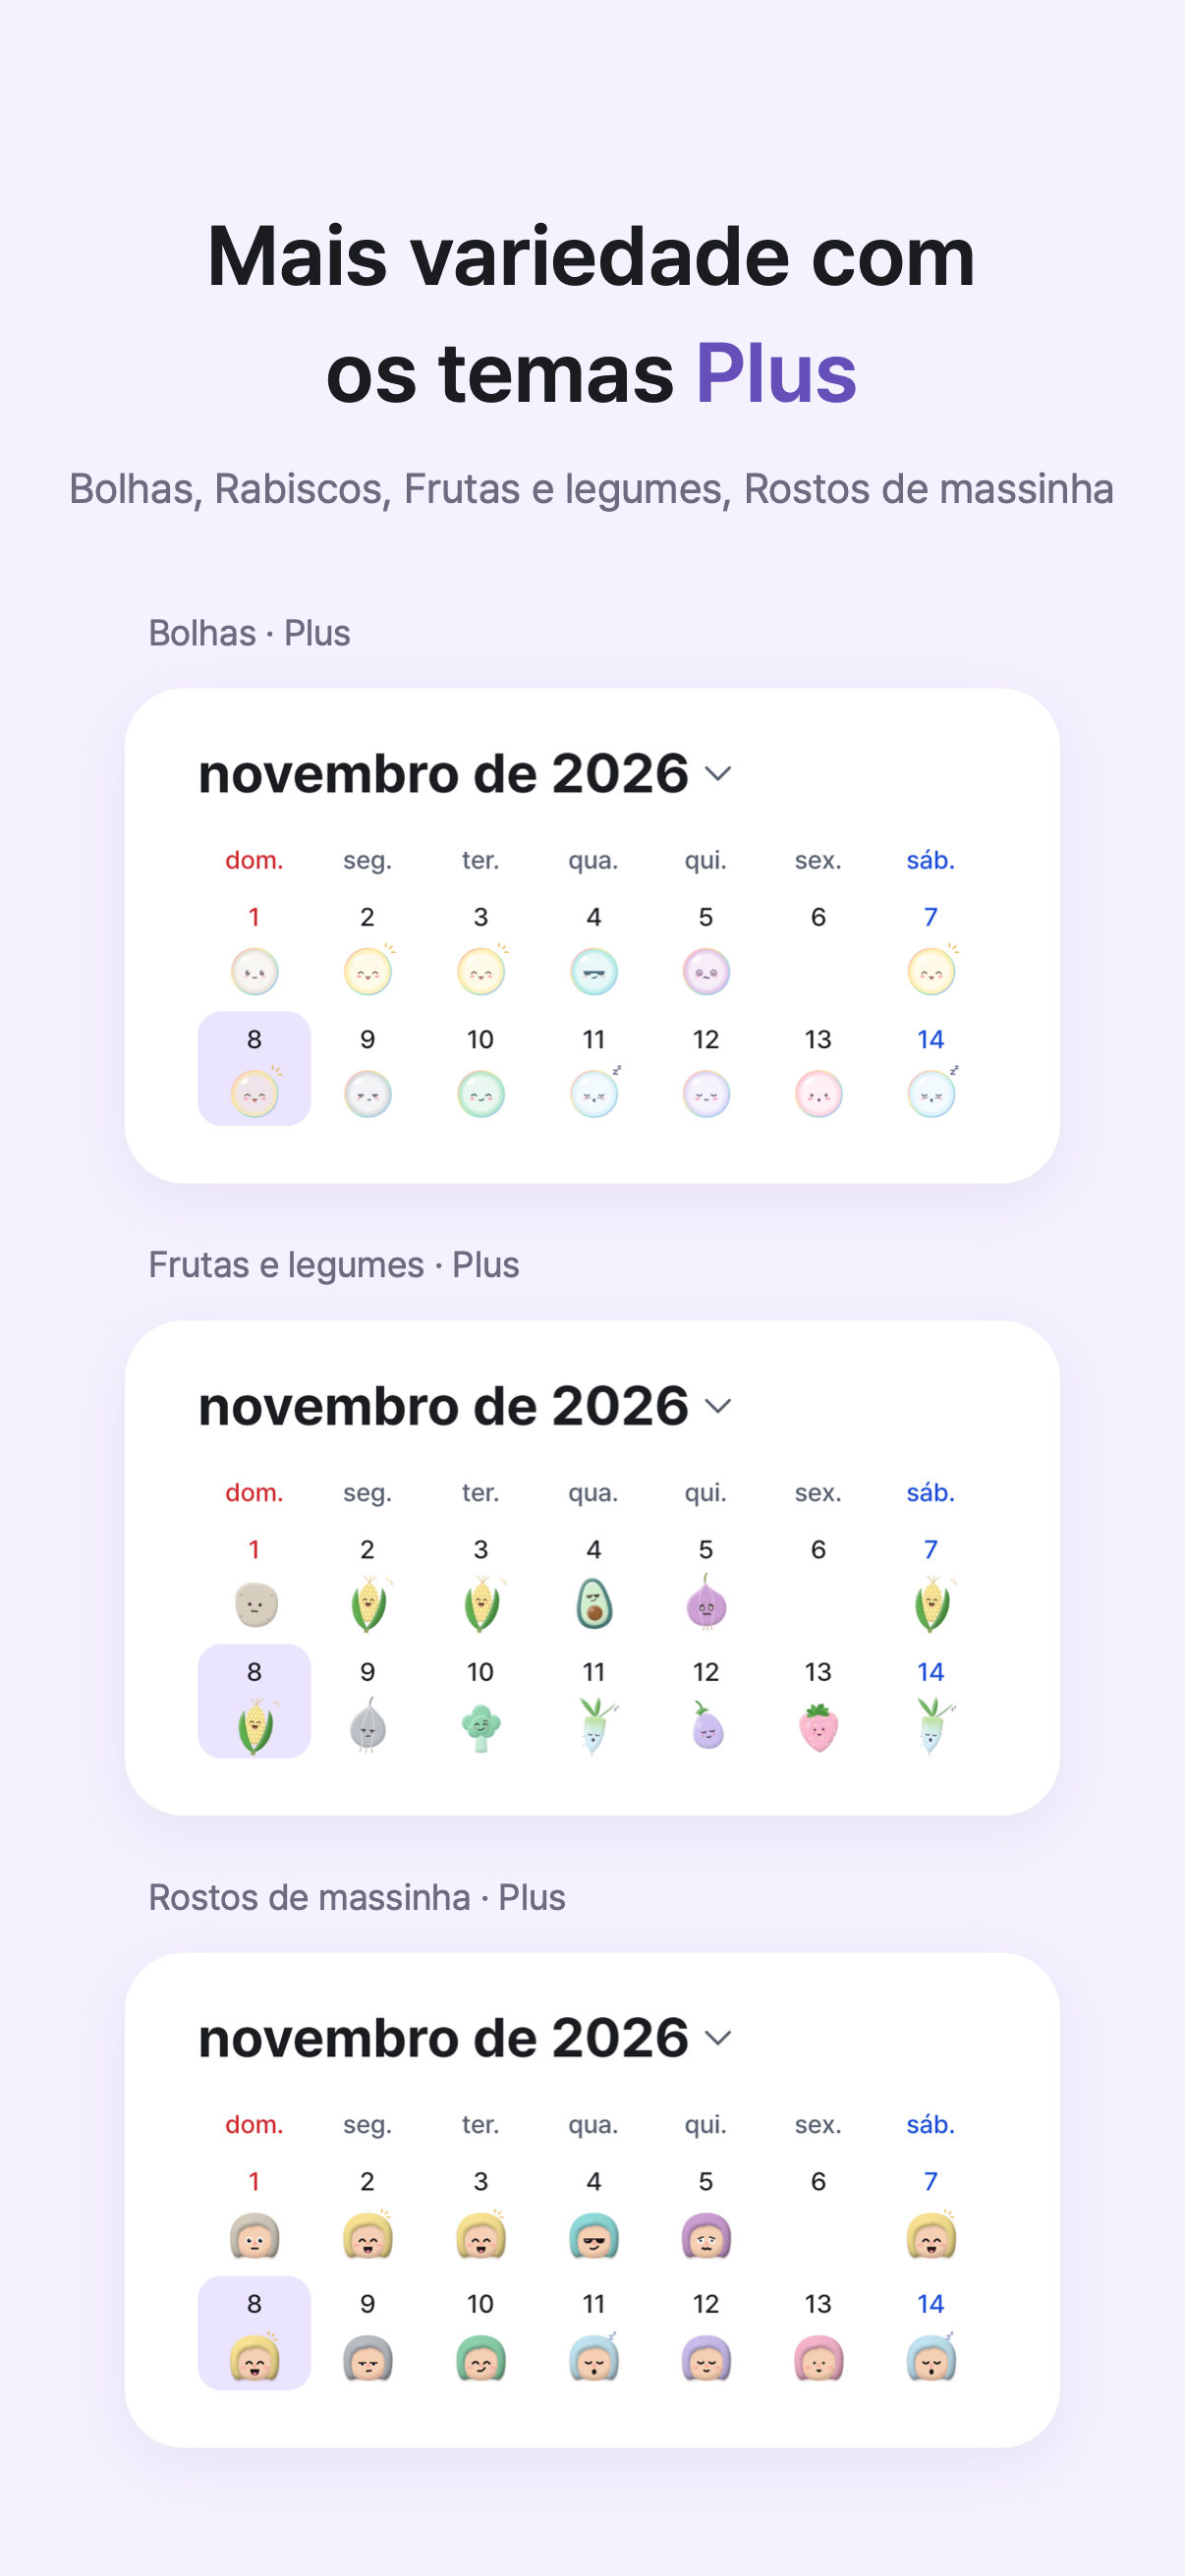 Mais variedade com
os temas Plus
Bolhas, Rabiscos, Frutas e legumes, Rostos de massinha
Bolhas · Plus
novembro de 2026
dom. seg. ter. qua. qui. sex. sáb.
1 2 3 4 5 6 7
8 9 10 11 12 13 14
Frutas e legumes · Plus
novembro de 2026
dom. seg. ter. qua. qui. sex. sáb.
1 2 3 4 5 6 7
8 9 10 11 12 13 14
Rostos de massinha · Plus
novembro de 2026
dom. seg. ter. qua. qui. sex. sáb.
1 2 3 4 5 6 7
8 9 10 11 12 13 14